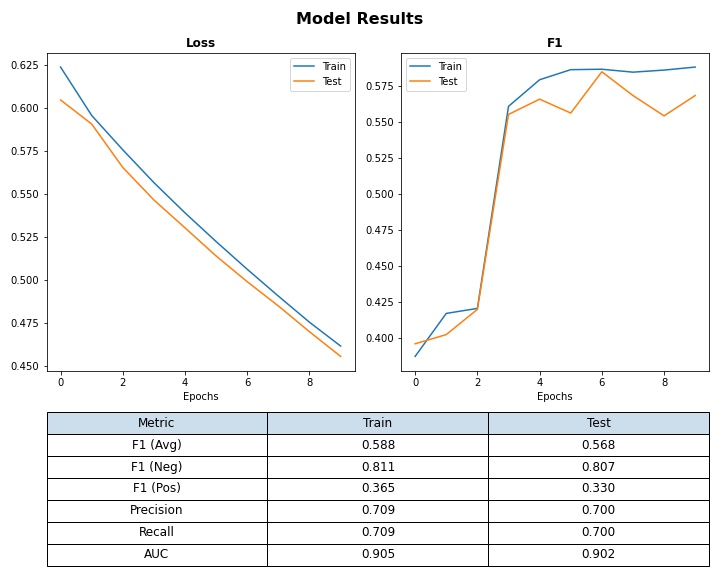 Model Results
Loss
Train
Test
0.625
0.600
0.575
0.550
0.525
0.500
0.475
0.450
0 2 4 6 8
Epochs
F1
Train
Test
0.575
0.550
0.525
0.500
0.475
0.450
0.425
0.400
0 2 4 6 8
Epochs
Metric Train Test
F1 (Avg) 0.588 0.568
F1 (Neg) 0.811 0.807
F1 (Pos) 0.365 0.330
Precision 0.709 0.700
Recall 0.709 0.700
AUC 0.905 0.902